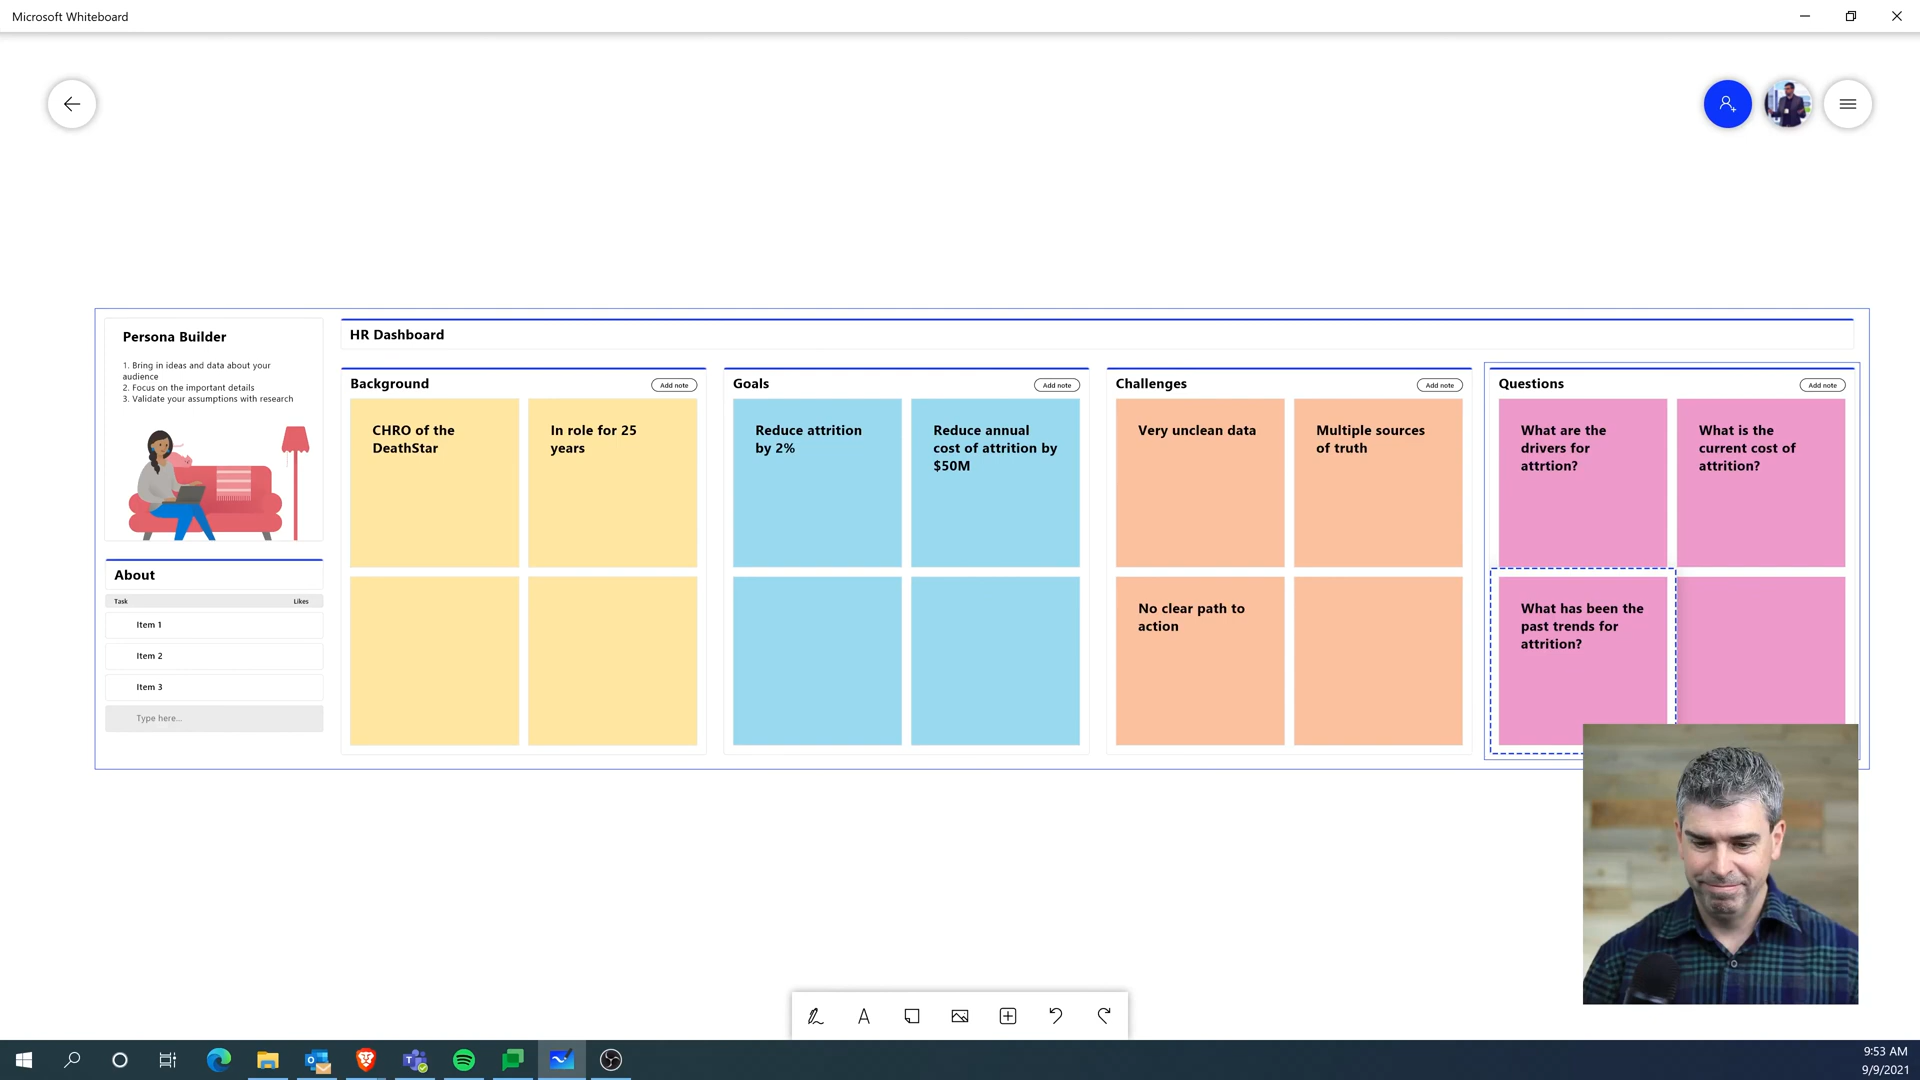 Microsoft Whiteboard
Persona Builder
1. Bring in ideas and data about your
audience
2. Focus on the important details
3. Validate your assumptions with research
HR Dashboard
Background
Add note
CHRO of the
DeathStar
In role for 25
years
Goals
Add note
Reduce attrition
by 2%
Reduce annual
cost of attrition by
$50M
Challenges
Add note
Very unclean data
Multiple sources
of truth
No clear path to
action
Questions
Add note
What are the
drivers for
attrtion?
What is the
current cost of
attrition?
What has been the
past trends for
attrition?
About
Task
Likes
Item 1
Item 2
Item 3
Type here...
9:53 AM
9/9/2021